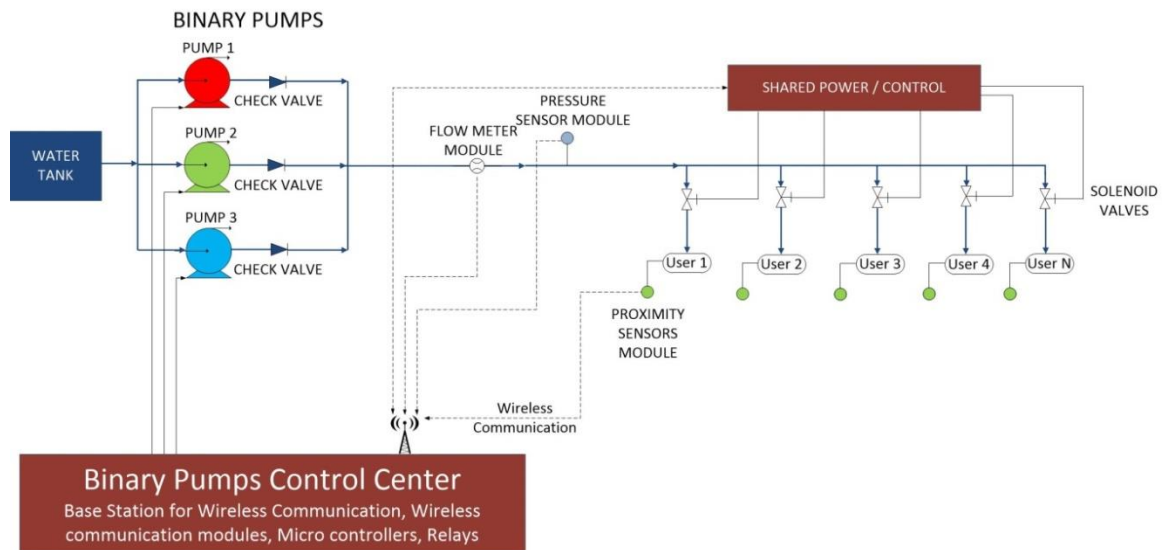 BINARY PUMPS
PUMP 1
CHECK VALVE
PUMP 2
CHECK VALVE
PUMP 3
CHECK VALVE
WATER
TANK
FLOW METER
MODULE
PRESSURE
SENSOR MODULE
SHARED POWER / CONTROL
SOLENOID
VALVES
User 1
User 2
User 3
User 4
User N
PROXIMITY
SENSORS
MODULE
Wireless
Communication
Binary Pumps Control Center
Base Station for Wireless Communication, Wireless
communication modules, Micro controllers, Relays